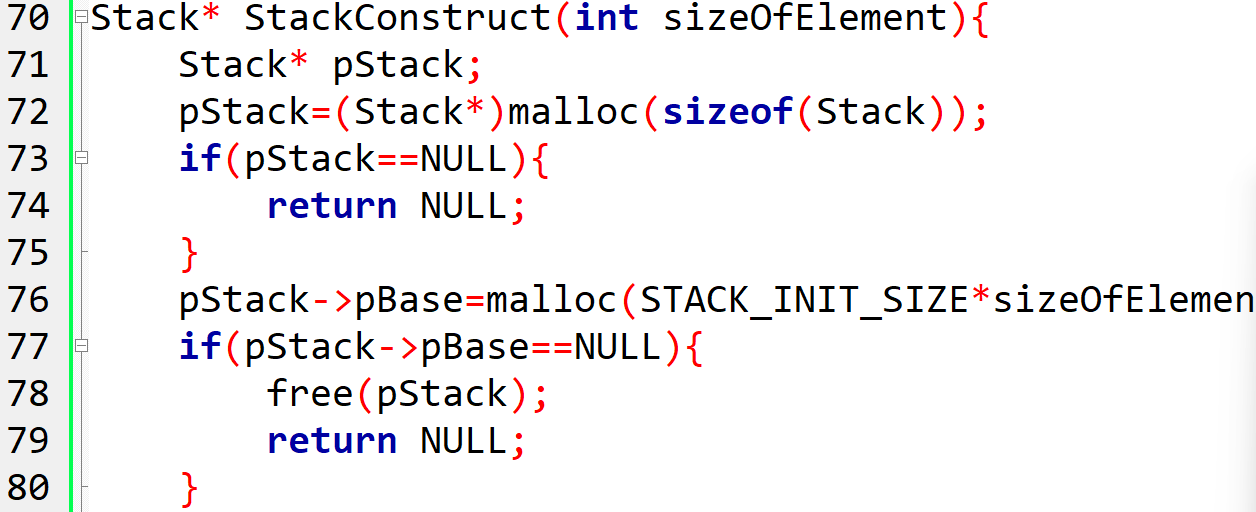 70 Stack* StackConstruct(int sizeOfElement){
71     Stack* pStack;
72     pStack=(Stack*)malloc(sizeof(Stack));
73     if(pStack==NULL){
74         return NULL;
75     }
76     pStack->pBase=malloc(STACK_INIT_SIZE*sizeOfElemen
77     if(pStack->pBase==NULL){
78         free(pStack);
79         return NULL;
80     }